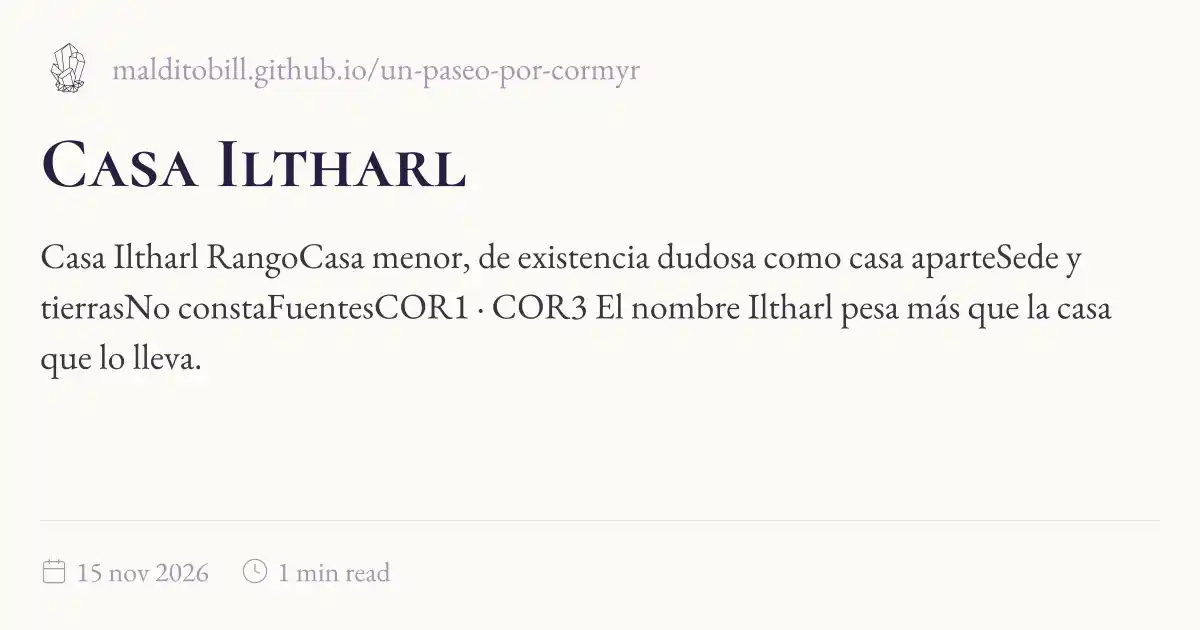 malditobill.github.io/un-paseo-por-cormyr
Casa Iltharl
Casa Iltharl RangoCasa menor, de existencia dudosa como casa aparteSede y
tierrasNo constaFuentesCOR1 · COR3 El nombre Iltharl pesa más que la casa
que lo lleva.
15 nov 2026 1 min read